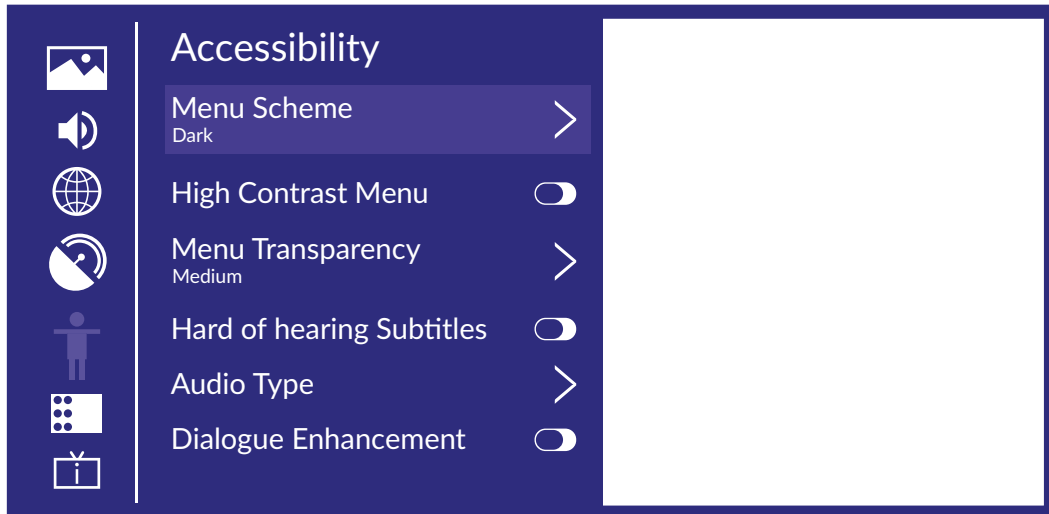 Accessibility
Menu Scheme
Dark
High Contrast Menu
Menu Transparency
Medium
Hard of hearing Subtitles
Audio Type
Dialogue Enhancement
i